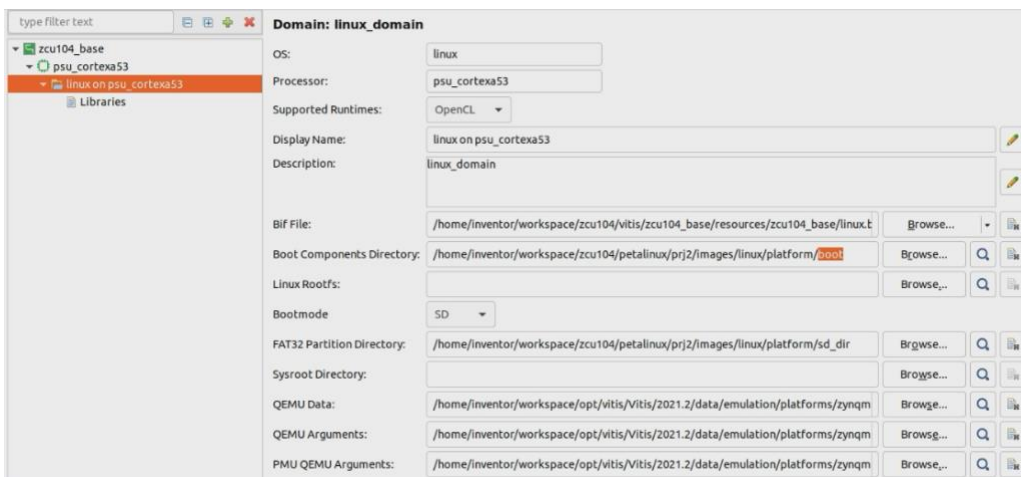 type filter text
zcu104_base
psu_cortexa53
linux on psu_cortexa53
Libraries
Domain: linux_domain
OS: linux
Processor: psu_cortexa53
Supported Runtimes: OpenCL
Display Name: linux on psu_cortexa53
Description: linux_domain
Bif File: /home/inventor/workspace/zcu104/vitis/zcu104_base/resources/zcu104_base/linux.b Browse...
Boot Components Directory: /home/inventor/workspace/zcu104/petalinux/prj2/images/linux/platform/boot Browse...
Linux Rootfs: Browse...
Bootmode SD
FAT32 Partition Directory: /home/inventor/workspace/zcu104/petalinux/prj2/images/linux/platform/sd_dir Browse...
Sysroot Directory: Browse...
QEMU Data: /home/inventor/workspace/opt/vitis/Vitis/2021.2/data/emulation/platforms/zynqm Browse...
QEMU Arguments: /home/inventor/workspace/opt/vitis/Vitis/2021.2/data/emulation/platforms/zynqm Browse...
PMU QEMU Arguments: /home/inventor/workspace/opt/vitis/Vitis/2021.2/data/emulation/platforms/zynqm Browse...